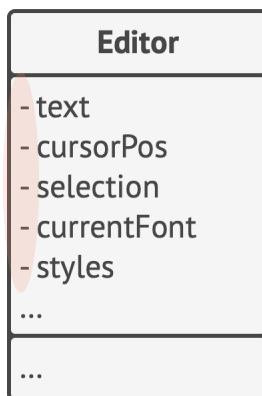 Editor
- text
- cursorPos
- selection
- currentFont
- styles
...
...